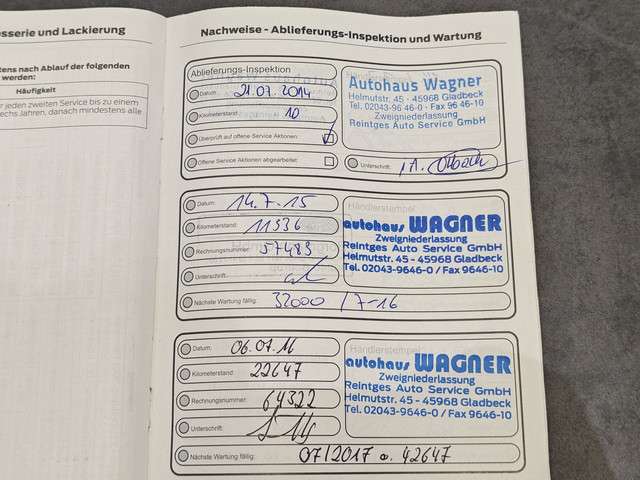 sserie und Lackierung
tens nach Ablauf der folgenden
werden:
Häufigkeit
r jeden zweiten Service bis zu einem
echs Jahren, danach mindestens alle
Nachweise - Ablieferungs-Inspektion und Wartung
Ablieferungs-Inspektion
Datum: 21.07.2014
Kilometerstand: 10
Überprüft auf offene Service Aktionen:
Offene Service Aktionen abgearbeitet:
Autohaus Wagner
Helmutstr. 45 - 45968 Gladbeck
Tel. 02043-96 46-0 - Fax 96 46-10
Zweigniederlassung
Reintges Auto Service GmbH
Unterschrift:
Datum: 14.7-15
Kilometerstand: 11536
Rechnungsnummer: 57483
Unterschrift:
Nächste Wartung fällig: 32000 / 7-16
Händlerstempel
autohaus WAGNER
Zweigniederlassung
Reintges Auto Service GmbH
Helmutstr. 45 - 45968 Gladbeck
Tel. 02043-9646-0 / Fax 9646-10
Datum: 06.07.16
Kilometerstand: 22647
Rechnungsnummer: 64322
Unterschrift:
Nächste Wartung fällig: 07/2017 o. 42647
Händlerstempel
autohaus WAGNER
Zweigniederlassung
Reintges Auto Service GmbH
Helmutstr. 45 - 45968 Gladbeck
Tel. 02043-9646-0 / Fax 9646-10